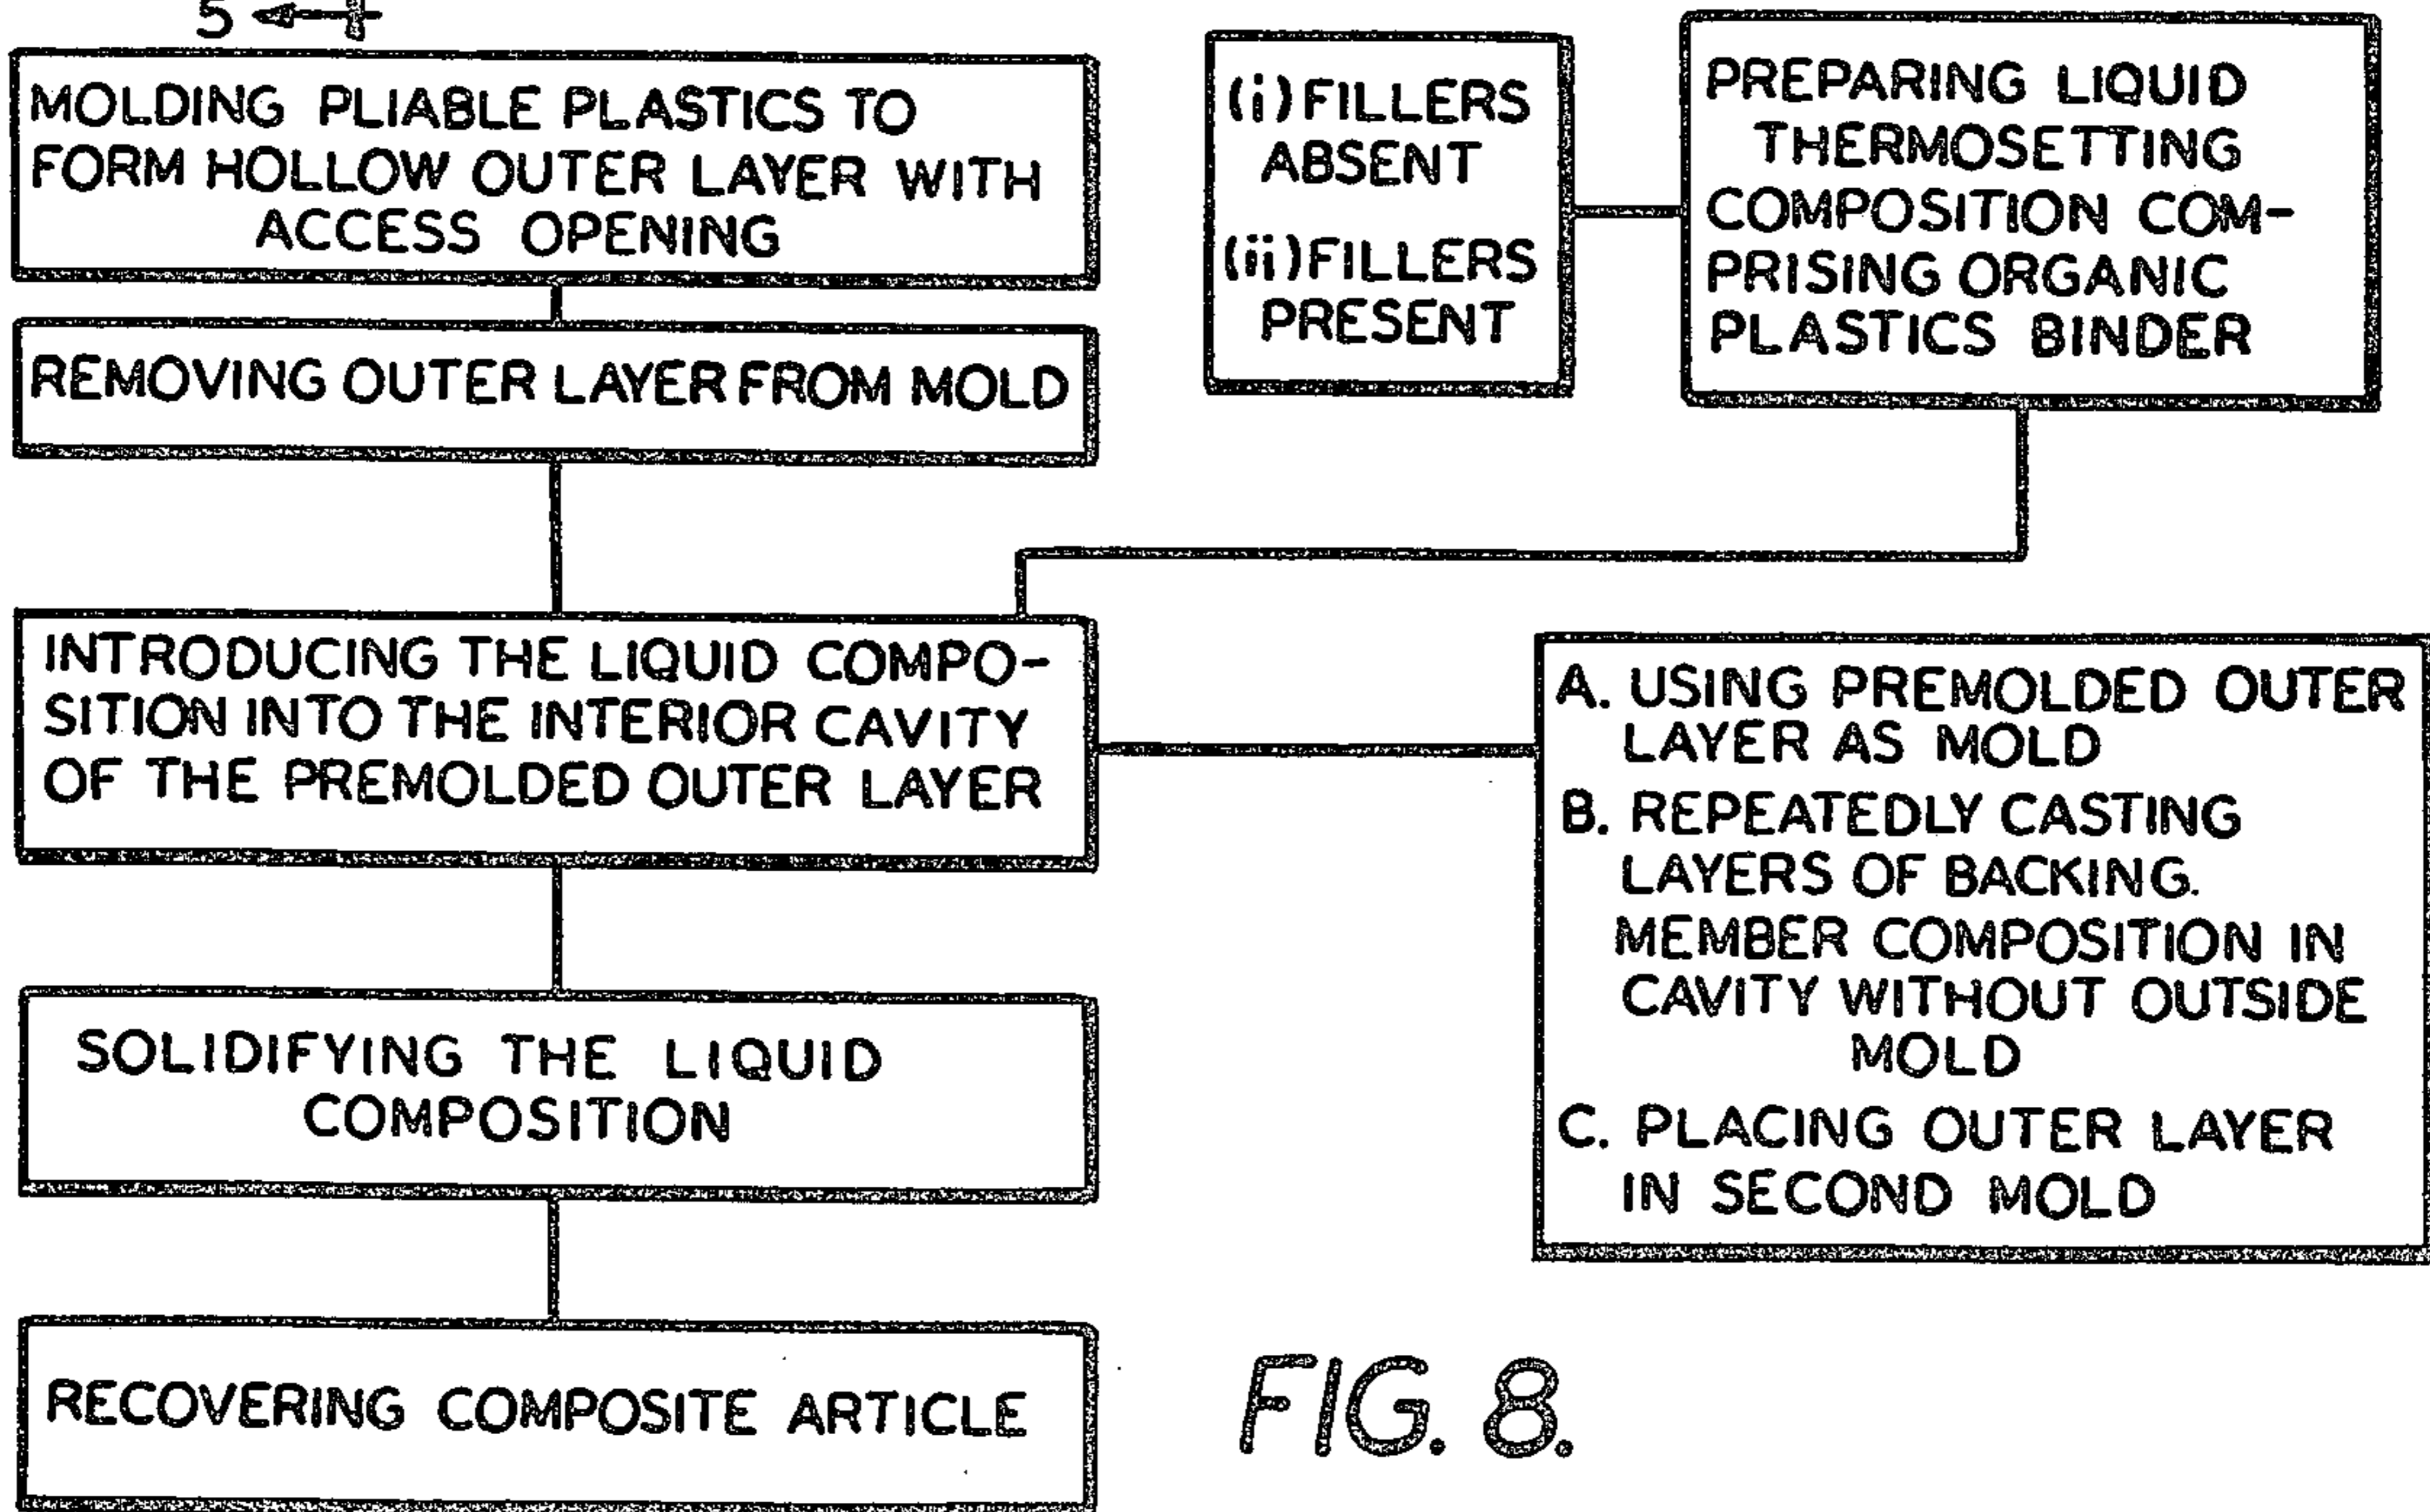 5
MOLDING PLIABLE PLASTICS TO
FORM HOLLOW OUTER LAYER WITH
ACCESS OPENING
REMOVING OUTER LAYER FROM MOLD
(i) FILLERS
ABSENT
(ii) FILLERS
PRESENT
PREPARING LIQUID
THERMOSETTING
COMPOSITION COM-
PRISING ORGANIC
PLASTICS BINDER
INTRODUCING THE LIQUID COMPO-
SITION INTO THE INTERIOR CAVITY
OF THE PREMOLDED OUTER LAYER
A. USING PREMOLDED OUTER
LAYER AS MOLD
B. REPEATEDLY CASTING
LAYERS OF BACKING.
MEMBER COMPOSITION IN
CAVITY WITHOUT OUTSIDE
MOLD
C. PLACING OUTER LAYER
IN SECOND MOLD
SOLIDIFYING THE LIQUID
COMPOSITION
RECOVERING COMPOSITE ARTICLE
FIG. 8.